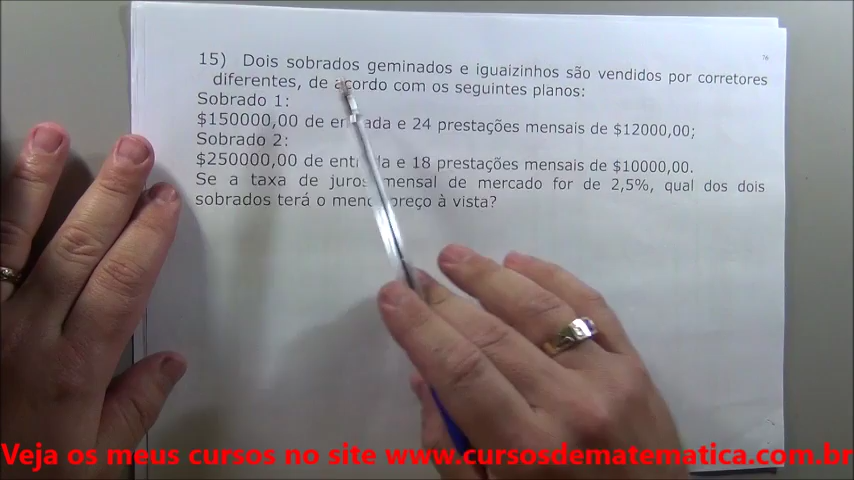 76
15) Dois sobrados geminados e iguaizinhos são vendidos por corretores
diferentes, de acordo com os seguintes planos:
Sobrado 1:
$150000,00 de entrada e 24 prestações mensais de $12000,00;
Sobrado 2:
$250000,00 de entrada e 18 prestações mensais de $10000,00.
Se a taxa de juros mensal de mercado for de 2,5%, qual dos dois
sobrados terá o menor preço à vista?
Veja os meus cursos no site www.cursosdematematica.com.br